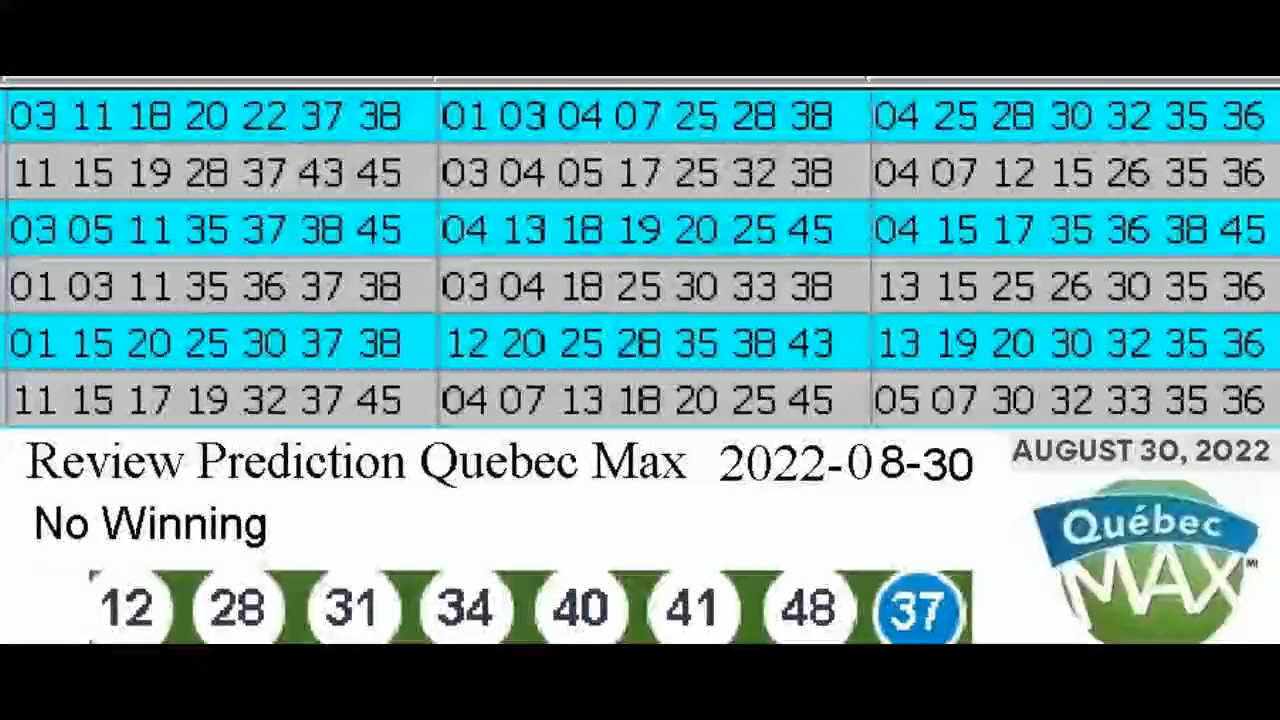 03 11 18 20 22 37 38 01 03 04 07 25 28 38 04 25 28 30 32 35 36
11 15 19 28 37 43 45 03 04 05 17 25 32 38 04 07 12 15 26 35 36
03 05 11 35 37 38 45 04 13 18 19 20 25 45 04 15 17 35 36 38 45
01 03 11 35 36 37 38 03 04 18 25 30 33 38 13 15 25 26 30 35 36
01 15 20 25 30 37 38 12 20 25 28 35 38 43 13 19 20 30 32 35 36
11 15 17 19 32 37 45 04 07 13 18 20 25 45 05 07 30 32 33 35 36
Review Prediction Quebec Max 2022-08-30
AUGUST 30, 2022
No Winning
Québec
MAX
12 28 31 34 40 41 48 37